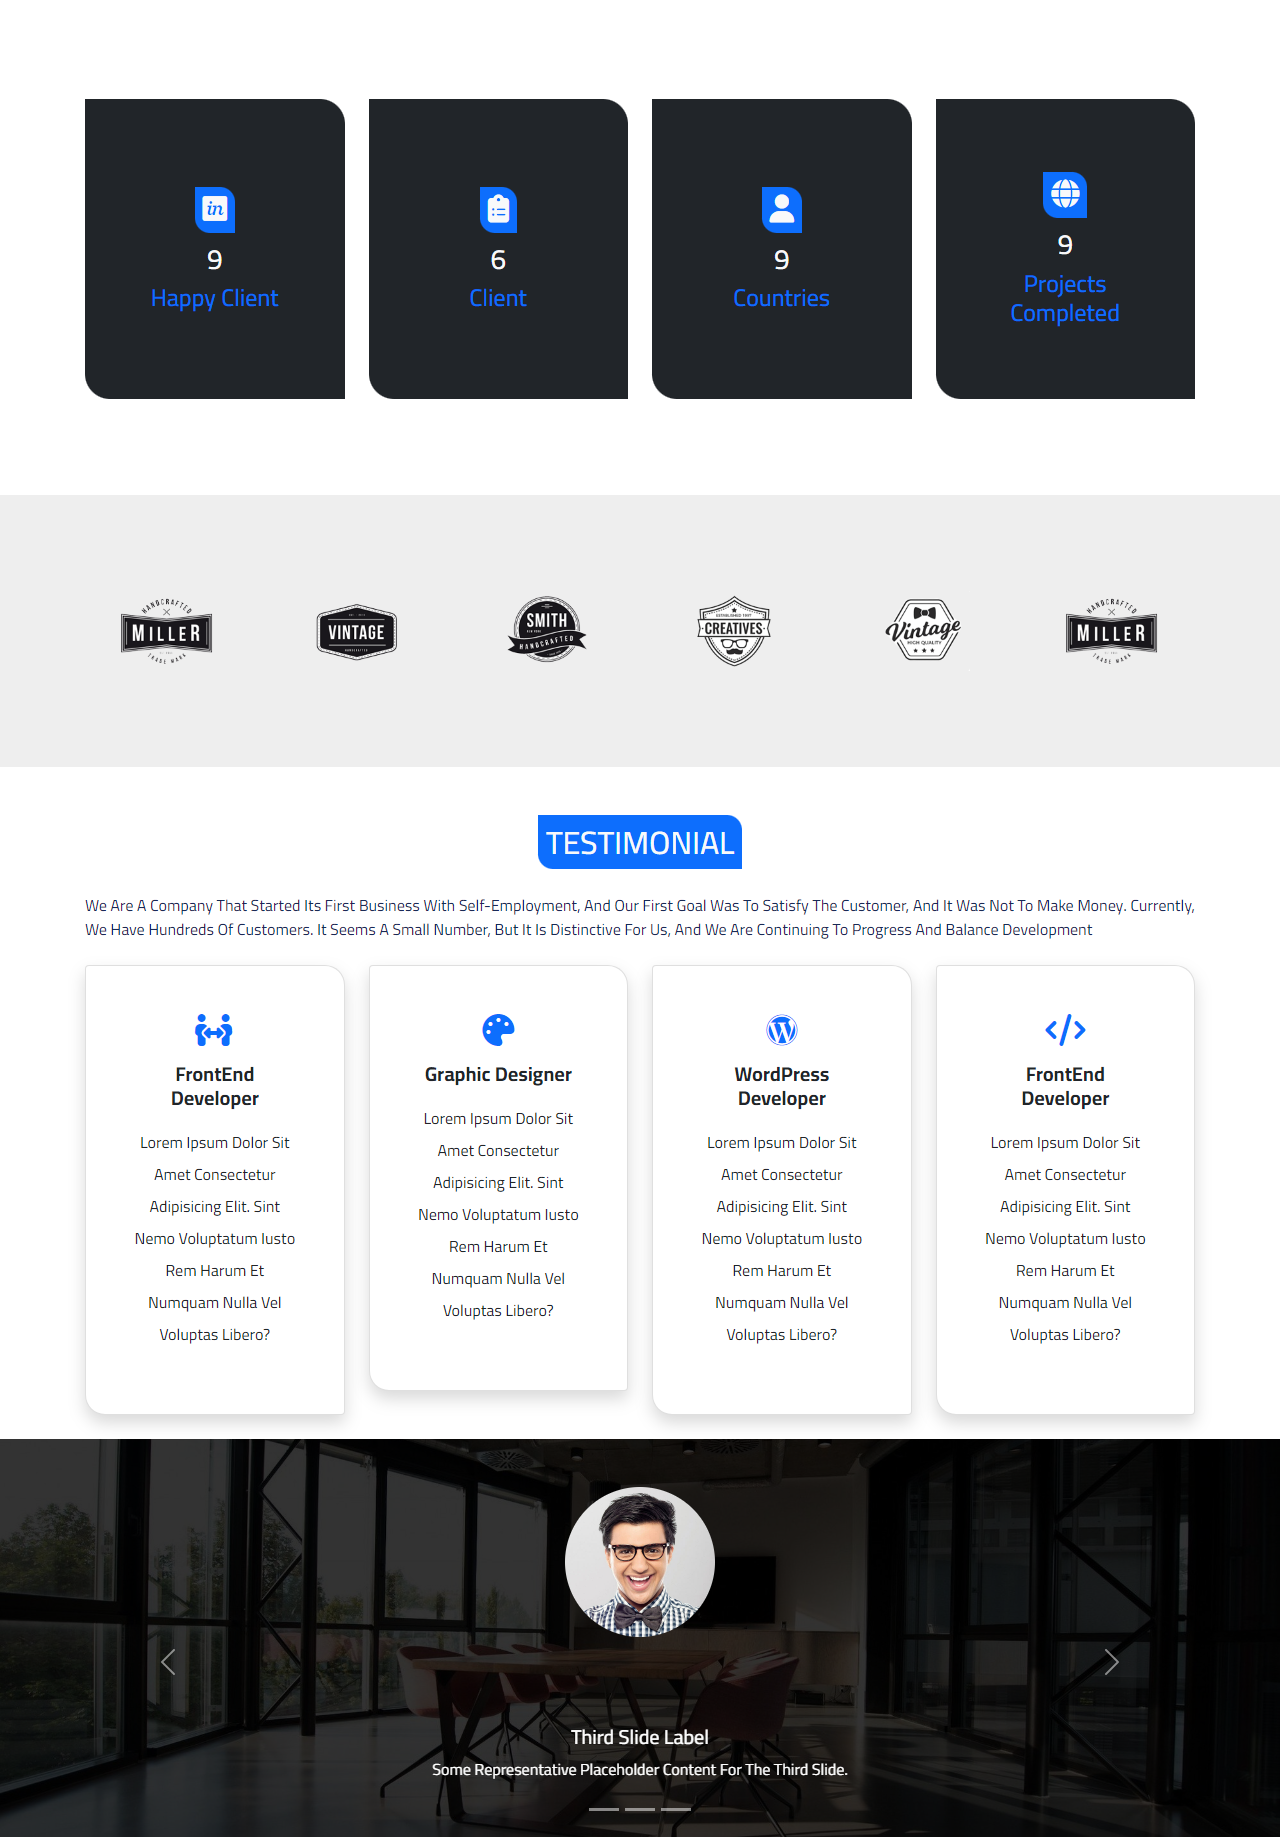 in
9
Happy Client
6
Client
9
Countries
9
Projects
Completed
HANDCRAFTED
MILLER
TRADE MARK
VINTAGE
HANDCRAFTED
SMITH
NEW YORK
HANDCRAFTED
CREATIVES
Vintage
HIGH QUALITY
HANDCRAFTED
MILLER
TRADE MARK
TESTIMONIAL
We Are A Company That Started Its First Business With Self-Employment, And Our First Goal Was To Satisfy The Customer, And It Was Not To Make Money. Currently,
We Have Hundreds Of Customers. It Seems A Small Number, But It Is Distinctive For Us, And We Are Continuing To Progress And Balance Development
FrontEnd
Developer
Lorem Ipsum Dolor Sit
Amet Consectetur
Adipisicing Elit. Sint
Nemo Voluptatum Iusto
Rem Harum Et
Numquam Nulla Vel
Voluptas Libero?
Graphic Designer
Lorem Ipsum Dolor Sit
Amet Consectetur
Adipisicing Elit. Sint
Nemo Voluptatum Iusto
Rem Harum Et
Numquam Nulla Vel
Voluptas Libero?
WordPress
Developer
Lorem Ipsum Dolor Sit
Amet Consectetur
Adipisicing Elit. Sint
Nemo Voluptatum Iusto
Rem Harum Et
Numquam Nulla Vel
Voluptas Libero?
FrontEnd
Developer
Lorem Ipsum Dolor Sit
Amet Consectetur
Adipisicing Elit. Sint
Nemo Voluptatum Iusto
Rem Harum Et
Numquam Nulla Vel
Voluptas Libero?
Third Slide Label
Some Representative Placeholder Content For The Third Slide.